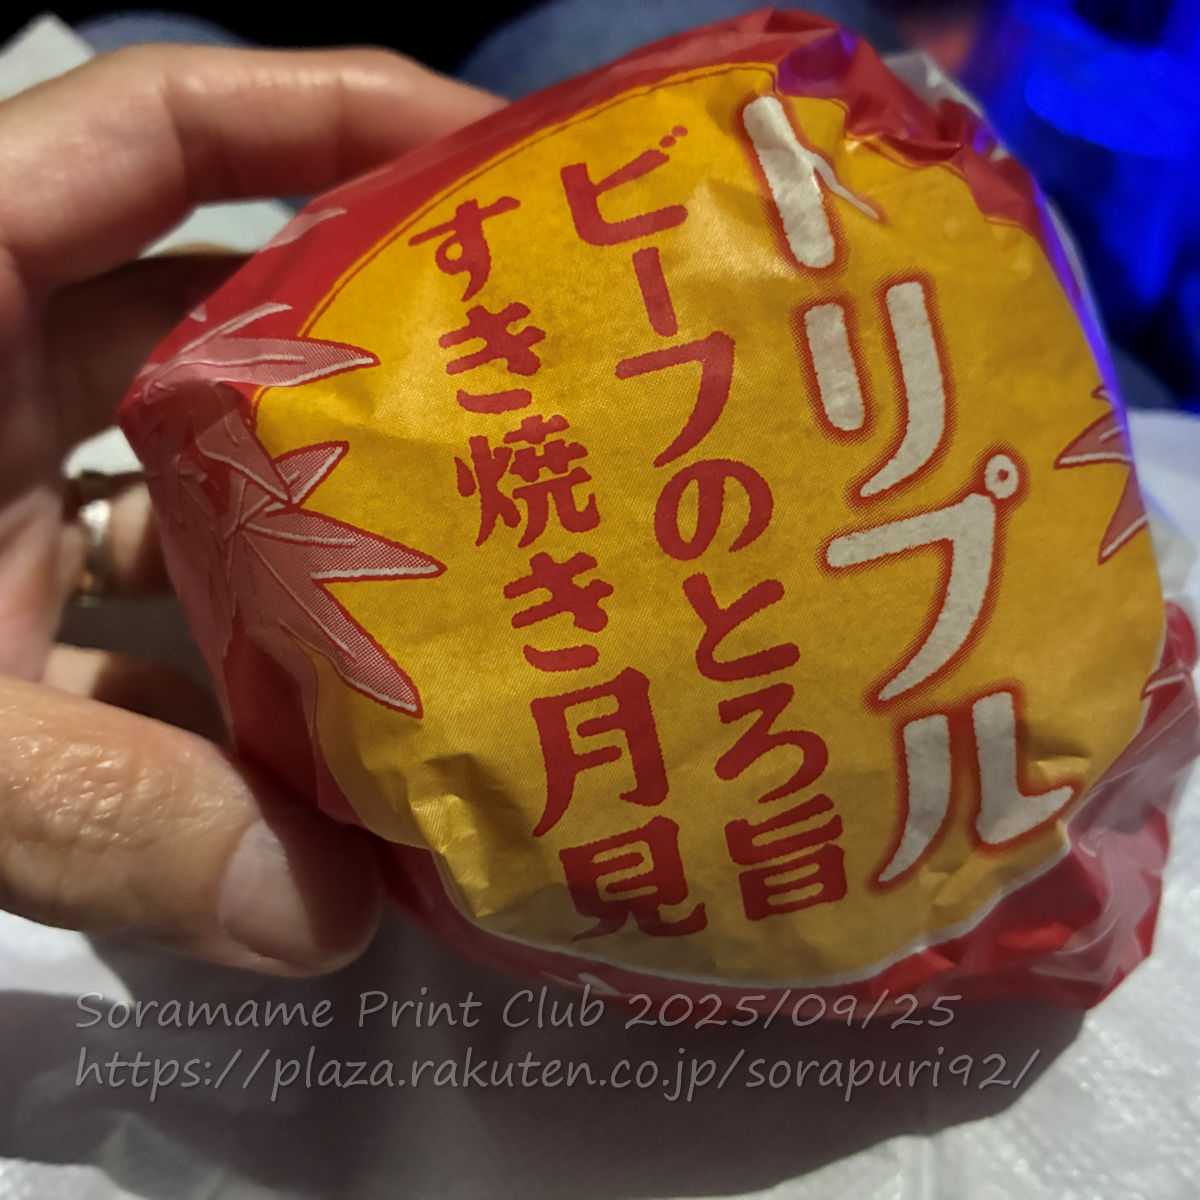 トリプル
ビーフのとろ旨
すき焼き月見
Soramame Print Club 2025/09/25
https://plaza.rakuten.co.jp/sorapuri92/